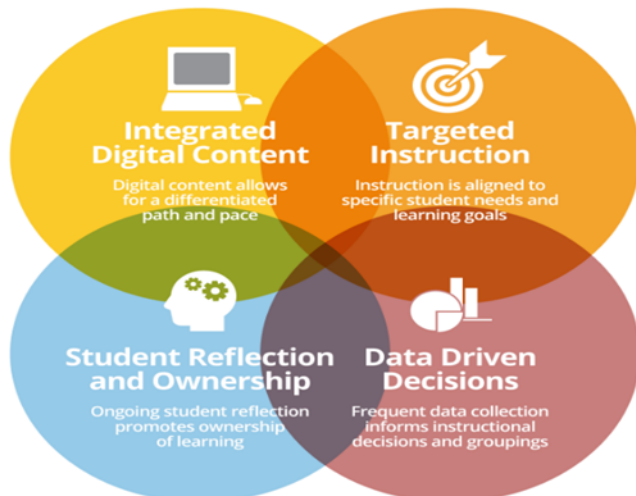 Integrated
Digital Content
Digital content allows
for a differentiated
path and pace
Targeted
Instruction
Instruction is aligned to
specific student needs and
learning goals
Student Reflection
and Ownership
Ongoing student reflection
promotes ownership
of learning
Data Driven
Decisions
Frequent data collection
informs instructional
decisions and groupings